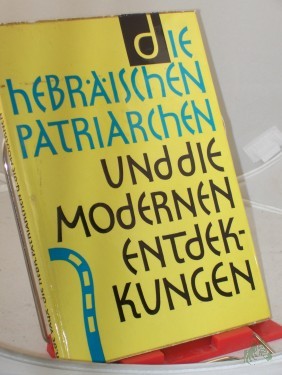 die
hebräischen
patriarchen
und die
modernen
entdek-
kungen